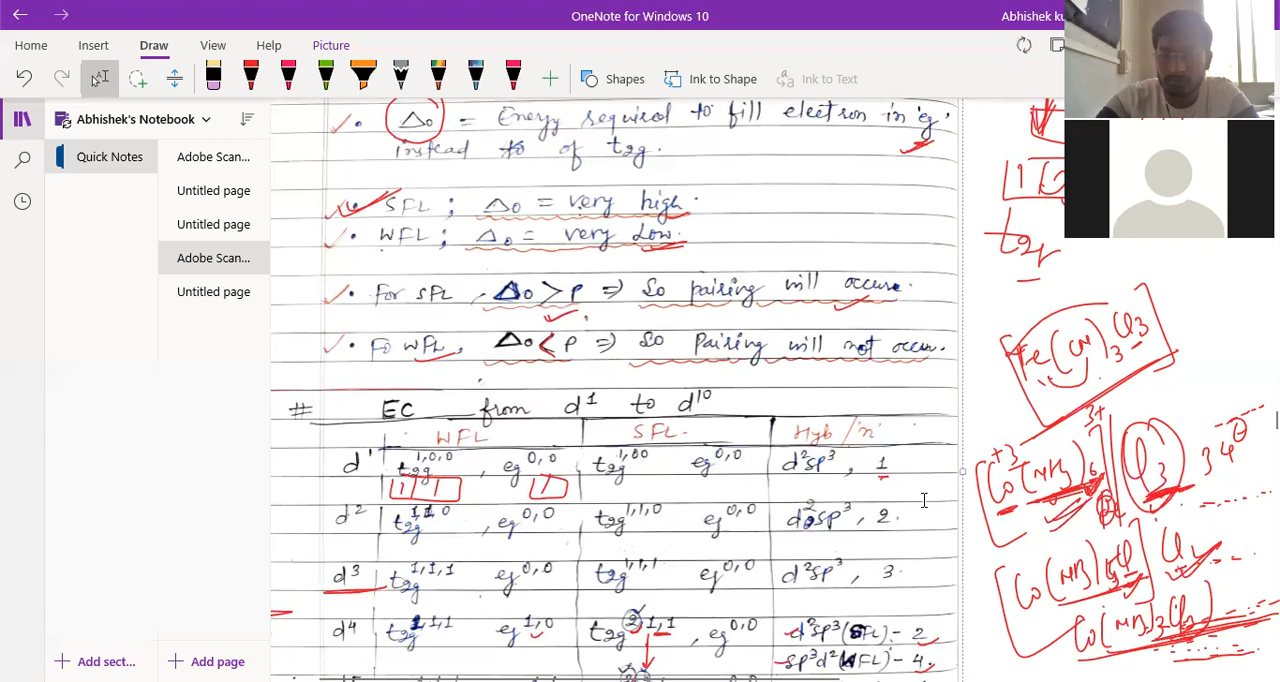 OneNote for Windows 10
Abhishek ku
Home Insert Draw View Help Picture
Shapes Ink to Shape Ink to Text
Abhishek's Notebook
Quick Notes
Adobe Scan...
Untitled page
Untitled page
Adobe Scan...
Untitled page
Add sect...
Add page
• Δo = Energy required to fill electron in 'eg'
instead to of t2g.
• SFL ; Δo = very high.
• WFL ; Δo = very Low.
• For SFL, Δo > P ⇒ So pairing will occure.
• Fo WFL, Δo < P ⇒ So Pairing will not occur.
# EC from d¹ to d¹⁰
WFL SFL. Hyb/'n'
d¹ t2g^1,0,0 , eg^0,0 t2g^1,0,0 eg^0,0 d²sp³, 1
1 1 1
d² t2g^1,1,0 , eg^0,0 t2g^1,1,0 eg^0,0 d²sp³, 2.
d³ t2g^1,1,1 eg^0,0 t2g^1,1,1 eg^0,0 d²sp³, 3.
d⁴ t2g^1,1,1 eg^1,0 t2g^2,1,1 , eg^0,0 d²sp³(SFL) - 2
sp³d²(WFL) - 4.
t2g
Fe(CN)3Cl3
Co(NH3)6